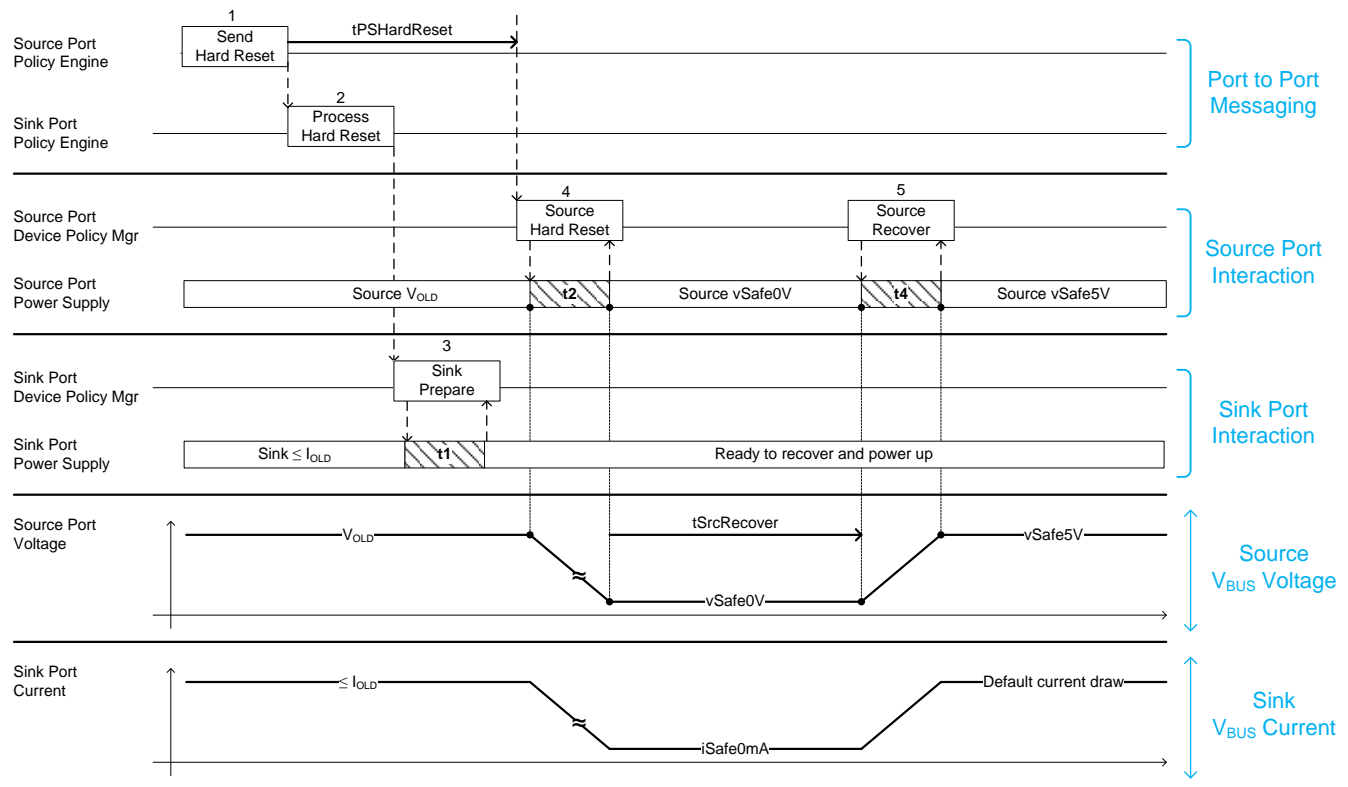 1
Send
Hard Reset
tPSHardReset
Source Port
Policy Engine
2
Process
Hard Reset
Sink Port
Policy Engine
Port to Port
Messaging
4
Source
Hard Reset
5
Source
Recover
Source Port
Device Policy Mgr
Source Port
Power Supply
Source VOLD
t2
Source vSafe0V
t4
Source vSafe5V
Source Port
Interaction
3
Sink
Prepare
Sink Port
Device Policy Mgr
Sink Port
Power Supply
Sink ≤ IOLD
t1
Ready to recover and power up
Sink Port
Interaction
Source Port
Voltage
VOLD
tSrcRecover
vSafe0V
vSafe5V
Source
VBUS Voltage
Sink Port
Current
≤ IOLD
iSafe0mA
Default current draw
Sink
VBUS Current